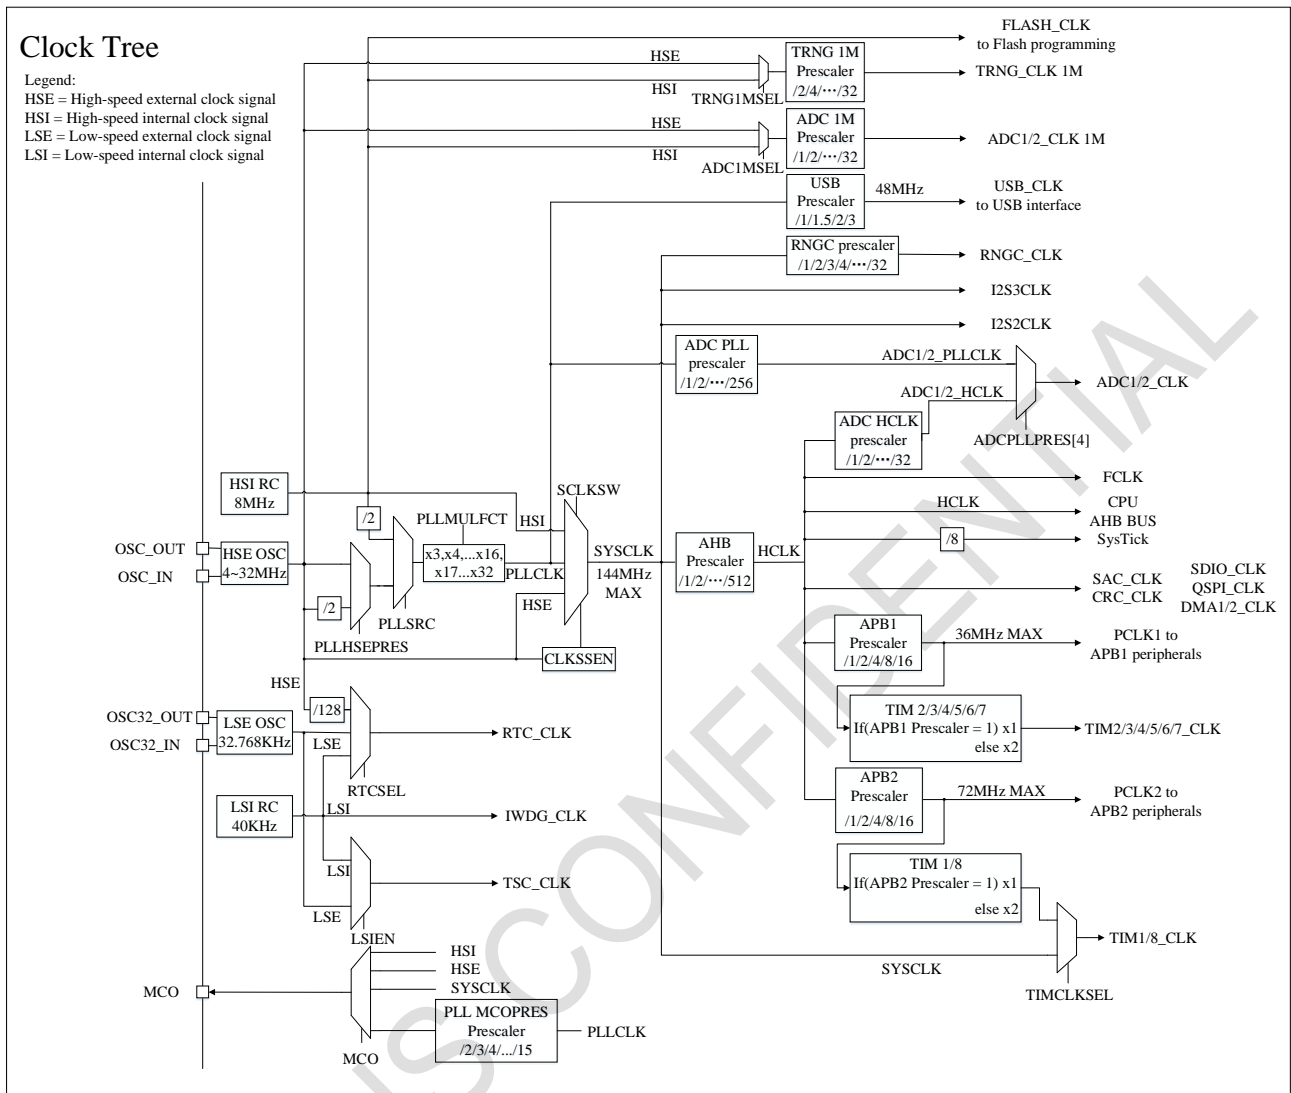 Clock Tree
Legend:
HSE = High-speed external clock signal
HSI = High-speed internal clock signal
LSE = Low-speed external clock signal
LSI = Low-speed internal clock signal
FLASH_CLK
to Flash programming
HSE
HSI
TRNG1MSEL
TRNG 1M
Prescaler
/2/4/···/32
TRNG_CLK 1M
HSE
HSI
ADC1MSEL
ADC 1M
Prescaler
/1/2/···/32
ADC1/2_CLK 1M
USB
Prescaler
/1/1.5/2/3
48MHz
USB_CLK
to USB interface
RNGC prescaler
/1/2/3/4/···/32
RNGC_CLK
I2S3CLK
I2S2CLK
ADC PLL
prescaler
/1/2/···/256
ADC1/2_PLLCLK
ADC1/2_HCLK
ADC1/2_CLK
ADC HCLK
prescaler
/1/2/···/32
ADCPLLPRES[4]
HSI RC
8MHz
/2
PLLMULFCT
SCLKSW
HSI
FCLK
HCLK
CPU
AHB BUS
SysTick
/8
OSC_OUT
OSC_IN
HSE OSC
4~32MHz
x3,x4,...x16,
x17...x32
PLLCLK
HSE
SYSCLK
144MHz
MAX
AHB
Prescaler
/1/2/···/512
HCLK
/2
PLLSRC
PLLHSEPRES
CLKSSEN
SAC_CLK
CRC_CLK
SDIO_CLK
QSPI_CLK
DMA1/2_CLK
APB1
Prescaler
/1/2/4/8/16
36MHz MAX
PCLK1 to
APB1 peripherals
HSE
/128
OSC32_OUT
OSC32_IN
LSE OSC
32.768KHz
LSE
RTC_CLK
RTCSEL
TIM 2/3/4/5/6/7
If(APB1 Prescaler = 1) x1
else x2
TIM2/3/4/5/6/7_CLK
LSI RC
40KHz
LSI
IWDG_CLK
APB2
Prescaler
/1/2/4/8/16
72MHz MAX
PCLK2 to
APB2 peripherals
LSI
LSE
TSC_CLK
LSIEN
TIM 1/8
If(APB2 Prescaler = 1) x1
else x2
TIM1/8_CLK
SYSCLK
TIMCLKSEL
HSI
HSE
SYSCLK
MCO
PLL MCOPRES
Prescaler
/2/3/4/.../15
PLLCLK
MCO
CONFIDENTIAL